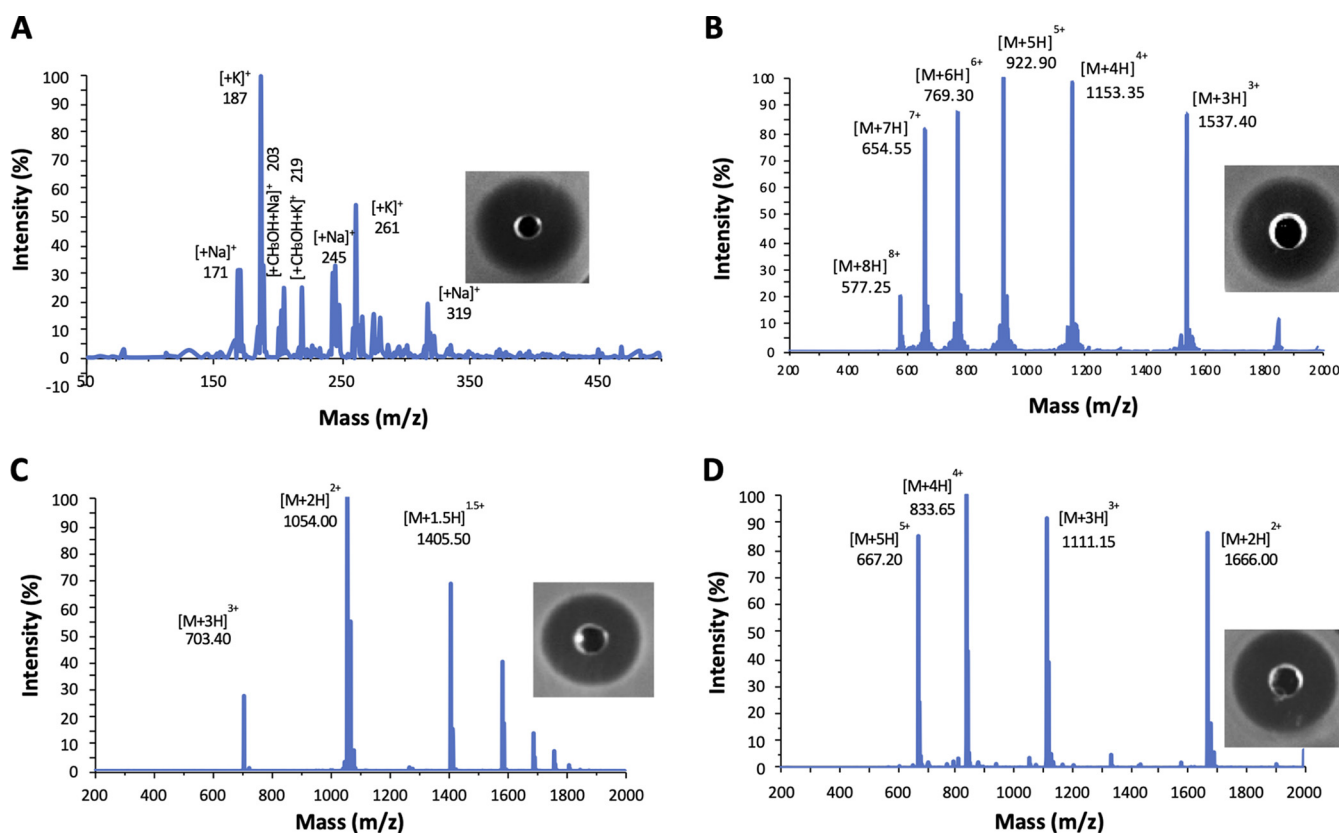 A
B
[+K]⁺
187
[+CH₃OH+Na]⁺ 203
[+CH₃OH+K]⁺ 219
[+Na]⁺
171
[+Na]⁺
245
[+K]⁺
261
[+Na]⁺
319
100
90
80
70
60
50
40
30
20
10
0
-10
50
150
250
350
450
Intensity (%)
Mass (m/z)
[M+8H]⁸⁺
577.25
[M+7H]⁷⁺
654.55
[M+6H]⁶⁺
769.30
[M+5H]⁵⁺
922.90
[M+4H]⁴⁺
1153.35
[M+3H]³⁺
1537.40
100
90
80
70
60
50
40
30
20
10
0
200 400 600 800 1000 1200 1400 1600 1800 2000
Intensity (%)
Mass (m/z)
C
D
[M+3H]³⁺
703.40
[M+2H]²⁺
1054.00
[M+1.5H]¹·⁵⁺
1405.50
100
90
80
70
60
50
40
30
20
10
0
200 400 600 800 1000 1200 1400 1600 1800 2000
Intensity (%)
Mass (m/z)
[M+5H]⁵⁺
667.20
[M+4H]⁴⁺
833.65
[M+3H]³⁺
1111.15
[M+2H]²⁺
1666.00
100
90
80
70
60
50
40
30
20
10
0
200 400 600 800 1000 1200 1400 1600 1800 2000
Intensity (%)
Mass (m/z)